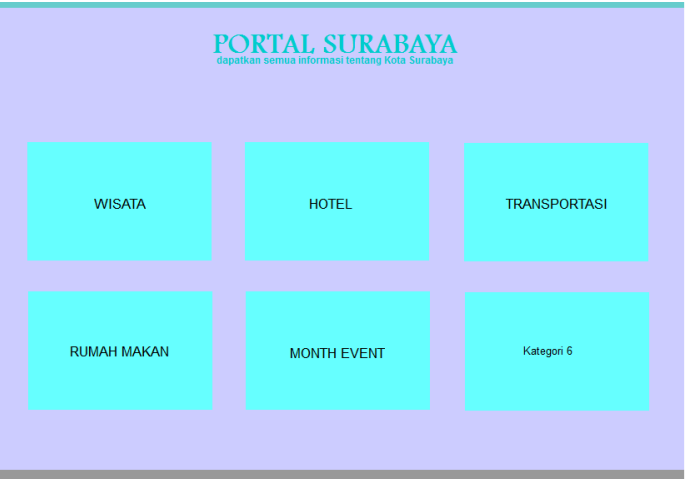 PORTAL SURABAYA
dapatkan semua informasi tentang Kota Surabaya
WISATA
HOTEL
TRANSPORTASI
RUMAH MAKAN
MONTH EVENT
Kategori 6